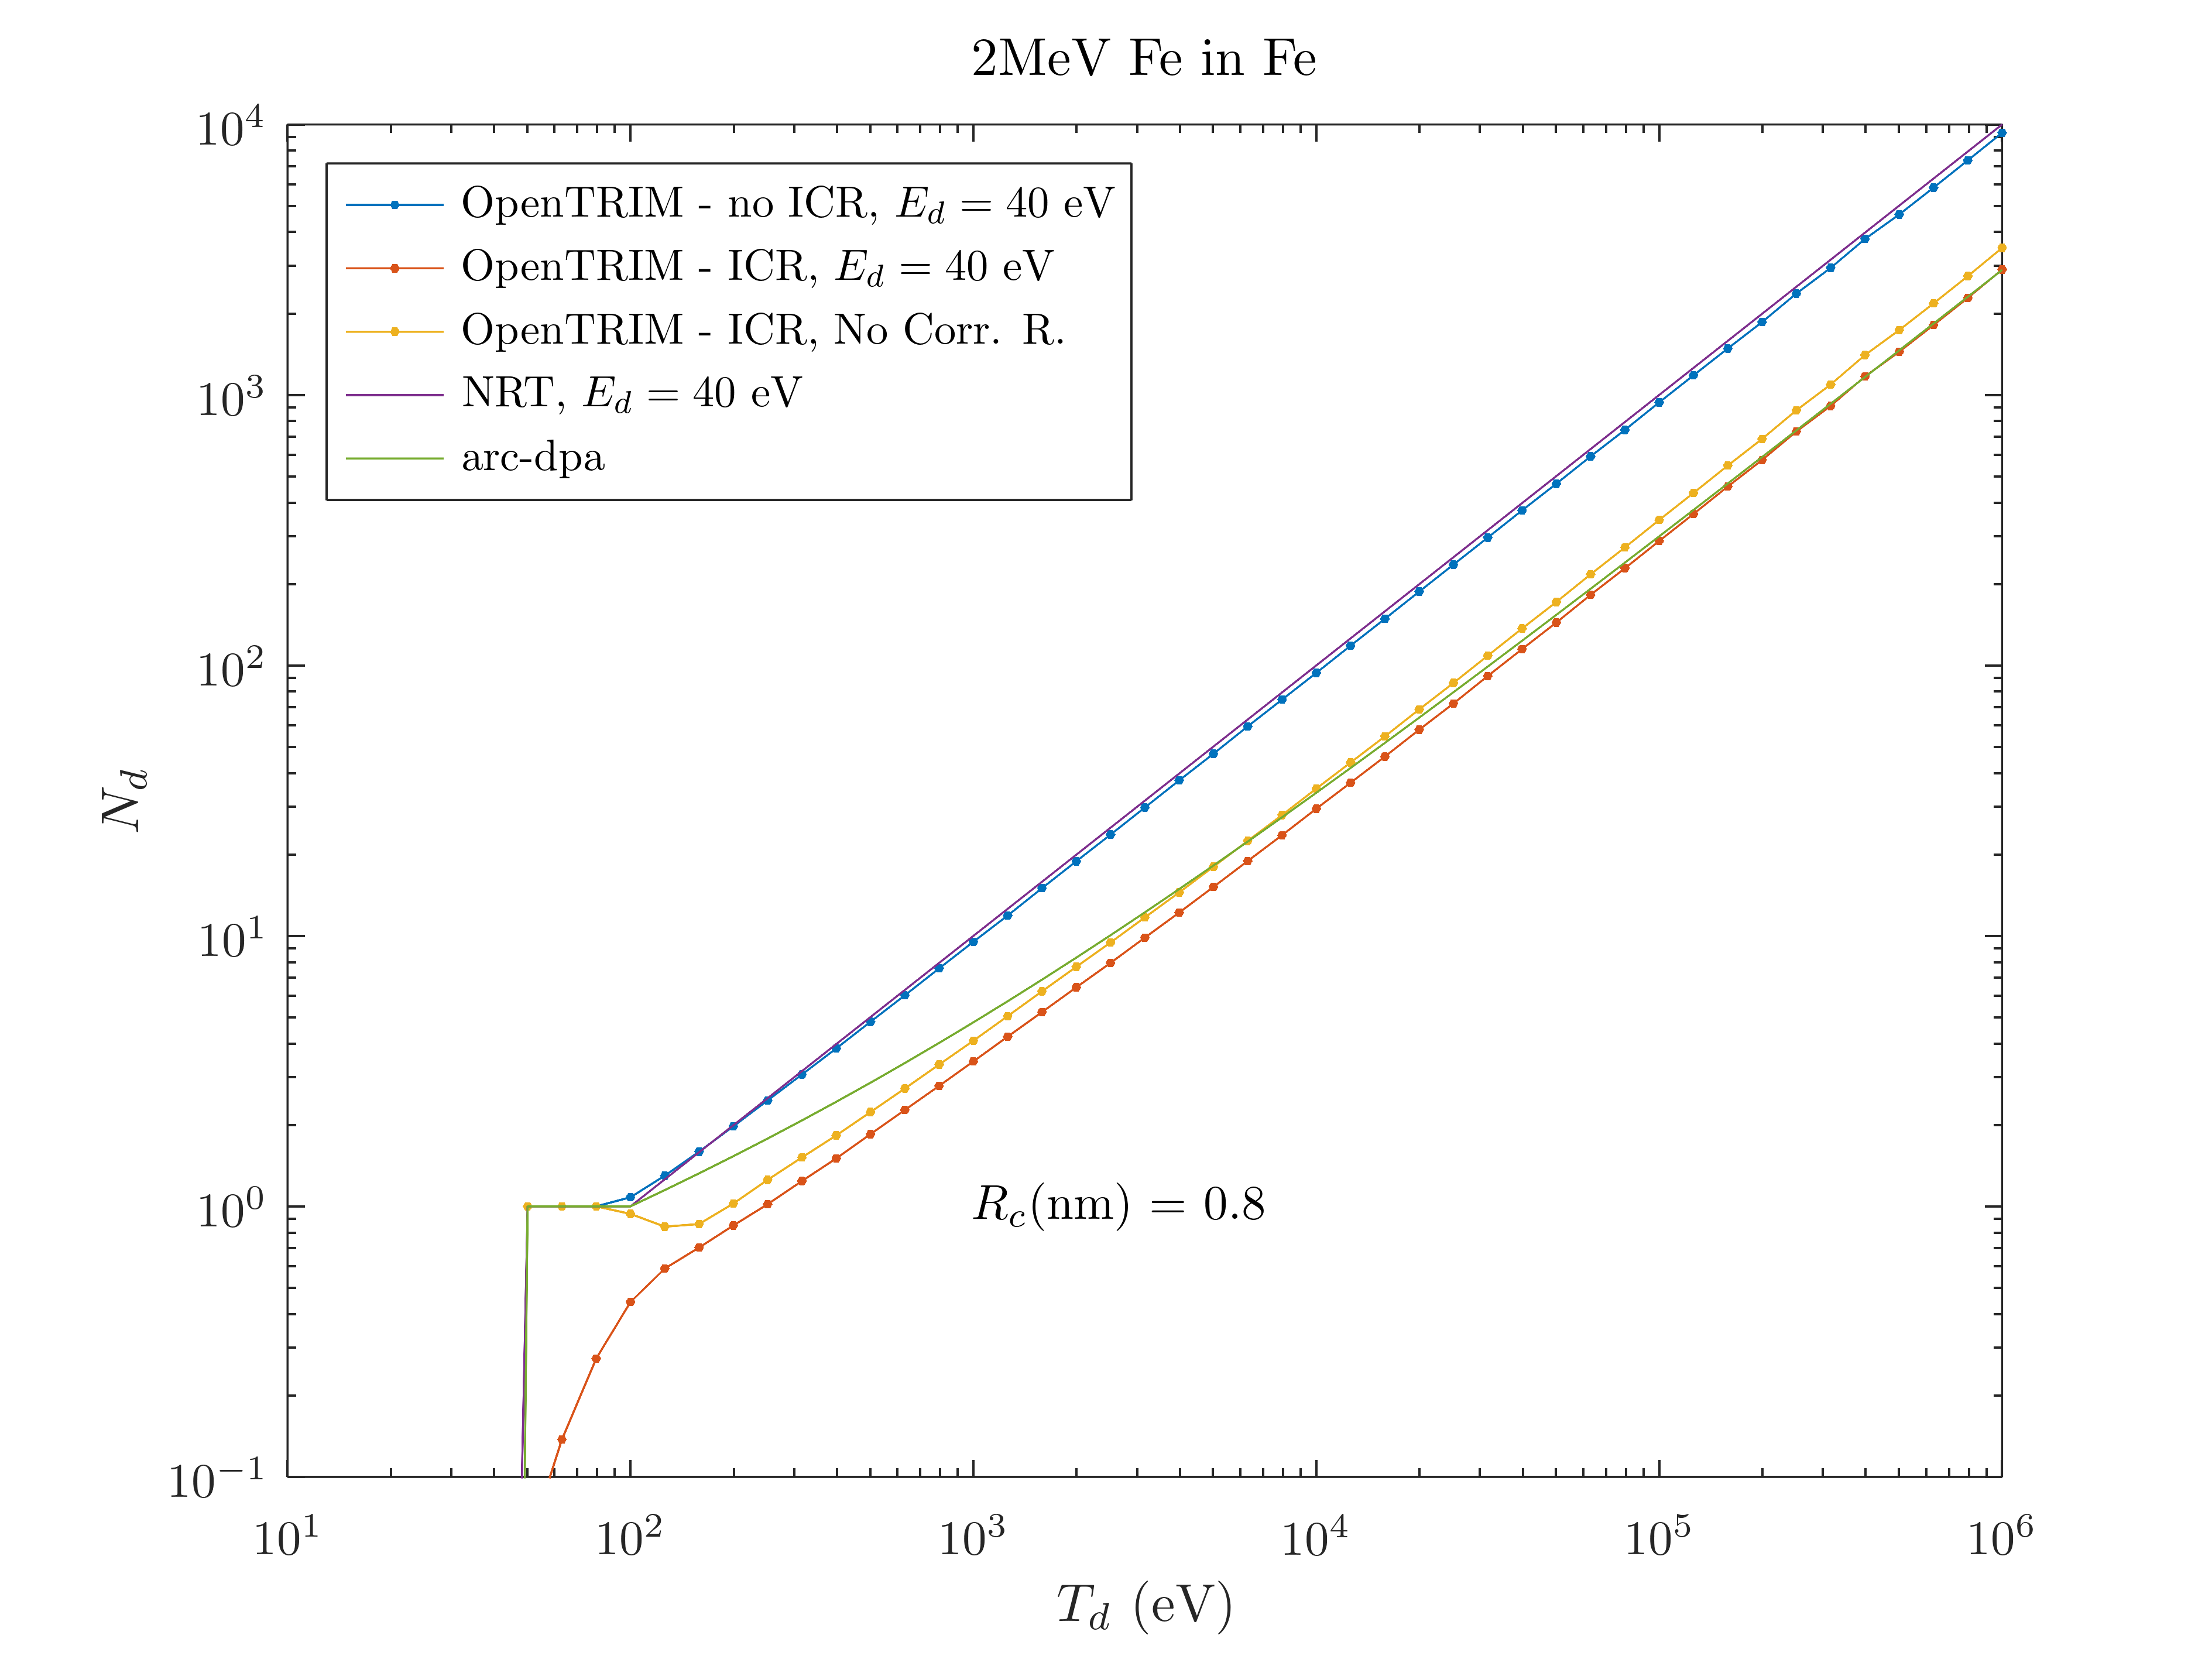 2MeV Fe in Fe
OpenTRIM - no ICR, E_d = 40 eV
OpenTRIM - ICR, E_d = 40 eV
OpenTRIM - ICR, No Corr. R.
NRT, E_d = 40 eV
arc-dpa
10^4
10^3
10^2
10^1
10^0
10^-1
N_d
R_c(nm) = 0.8
10^1 10^2 10^3 10^4 10^5 10^6
T_d (eV)